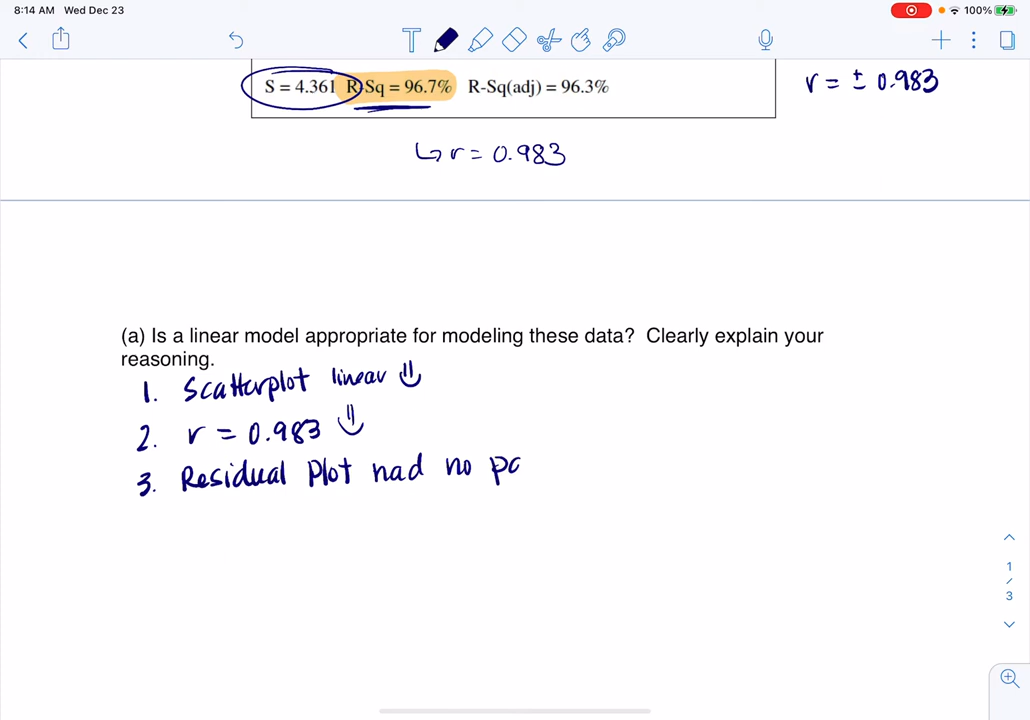 8:14 AM Wed Dec 23
100%
S = 4.361 R-Sq = 96.7% R-Sq(adj) = 96.3%
r = ± 0.983
↳ r = 0.983
(a) Is a linear model appropriate for modeling these data? Clearly explain your
reasoning.
1. Scatterplot linear
2. r = 0.983
3. Residual Plot had no pa
1
/
3